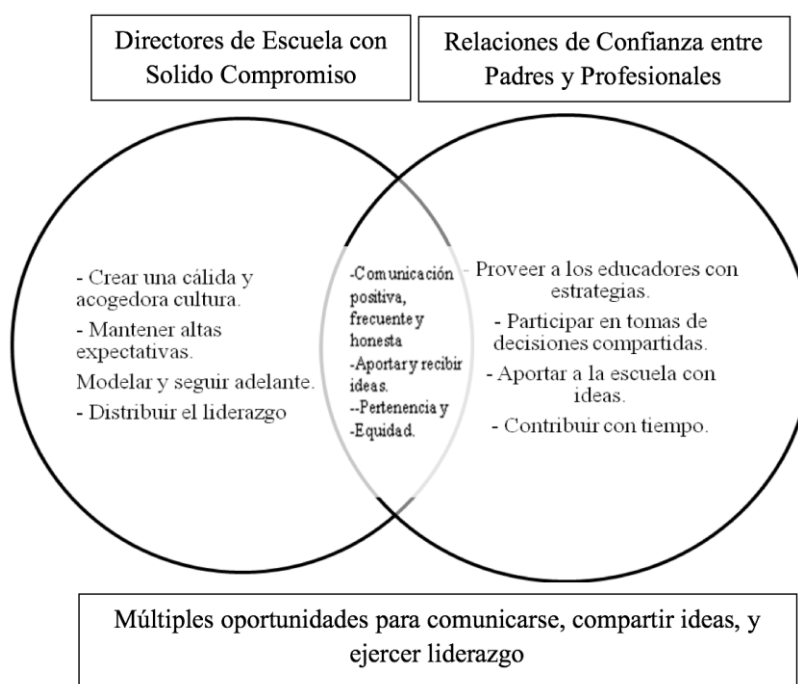 Directores de Escuela con
Solido Compromiso
Relaciones de Confianza entre
Padres y Profesionales
- Crear una cálida y
acogedora cultura.
- Mantener altas
expectativas.
Modelar y seguir adelante.
- Distribuir el liderazgo
-Comunicación
positiva,
frecuente y
honesta
-Aportar y recibir
ideas.
--Pertenencia y
-Equidad.
- Proveer a los educadores con
estrategias.
- Participar en tomas de
decisiones compartidas.
- Aportar a la escuela con
ideas.
- Contribuir con tiempo.
Múltiples oportunidades para comunicarse, compartir ideas, y
ejercer liderazgo